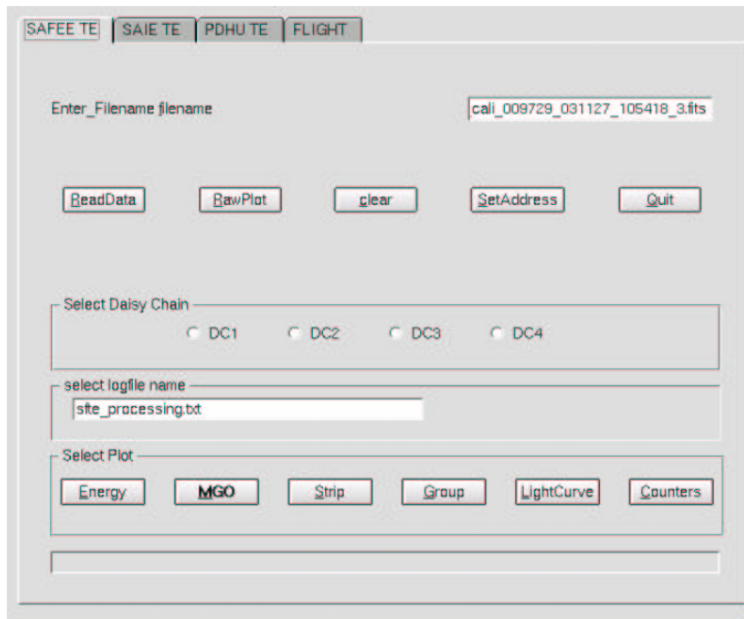 SAFEE TE SAIE TE PDHU TE FLIGHT
Enter_Filename filename cali_009729_031127_105418_3.fits
ReadData RawPlot clear SetAddress Quit
Select Daisy Chain
DC1 DC2 DC3 DC4
select logfile name
sfte_processing.txt
Select Plot
Energy MGO Strip Group LightCurve Counters